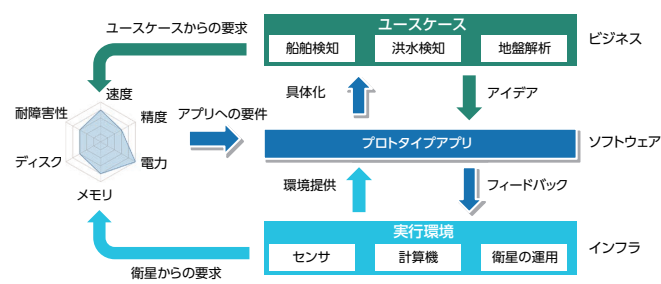 ユースケースからの要求
ユースケース
船舶検知
洪水検知
地盤解析
ビジネス
具体化
アイデア
速度
耐障害性
精度
ディスク
電力
メモリ
アプリへの要件
プロトタイプアプリ
ソフトウェア
環境提供
フィードバック
実行環境
センサ
計算機
衛星の運用
インフラ
衛星からの要求